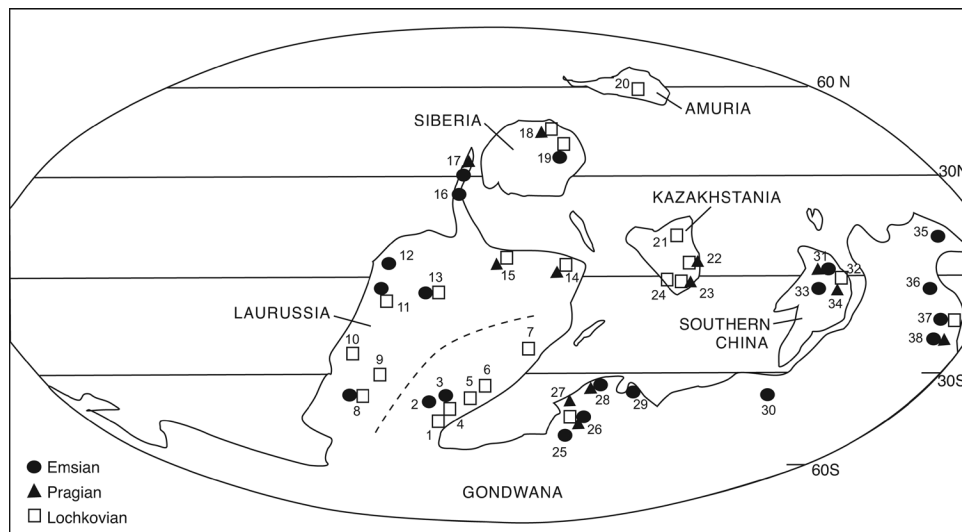 60 N
20
AMURIA
SIBERIA
18
19
17
30N
16
KAZAKHSTANIA
35
12
21
22
31
32
15
14
13
36
24
23
33
34
11
LAURUSSIA
SOUTHERN
CHINA
37
38
10
7
9
30S
6
5
3
27
28
8
2
29
30
4
1
26
25
60S
Emsian
Pragian
Lochkovian
GONDWANA